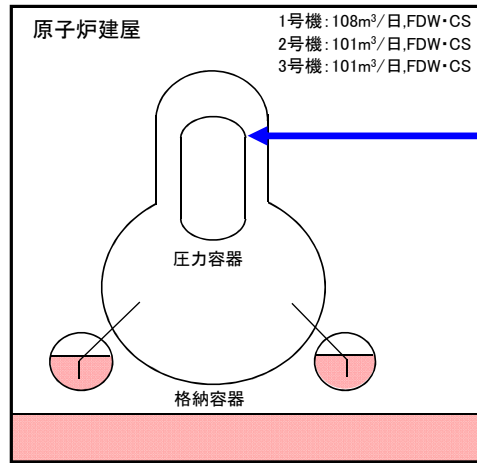 原子炉建屋
1号機:108m³/日,FDW・CS
2号機:101m³/日,FDW・CS
3号機:101m³/日,FDW・CS
圧力容器
格納容器